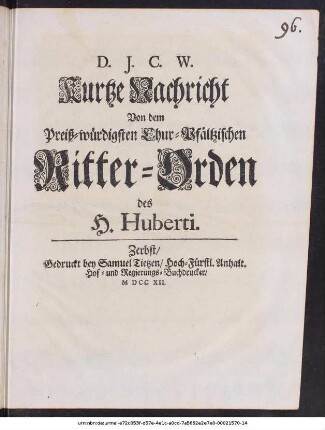 96.
D. J. C. W.
Kurtze Nachricht
Von dem
Preiß-würdigsten Chur-Pfältzischen
Ritter-Orden
des
H. Huberti.
Zerbst/
Gedruckt bey Samuel Tietzen/ Hoch-Fürstl. Anhalt.
Hof- und Regierungs-Buchdrucker/
M DCC XII.